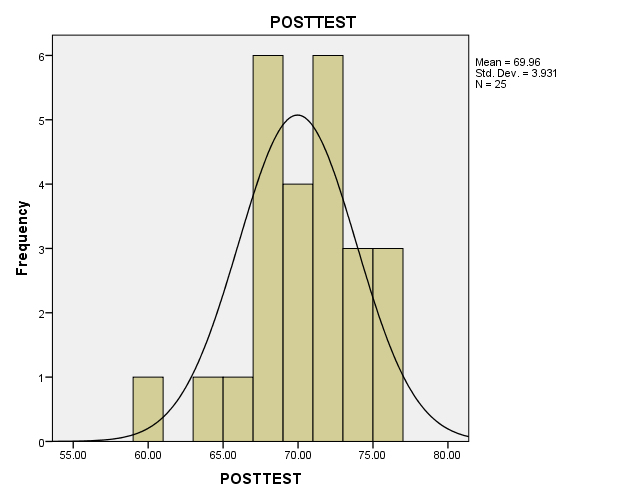 POSTTEST
Mean = 69.96
Std. Dev. = 3.931
N = 25
Frequency
6
5
4
3
2
1
0
55.00 60.00 65.00 70.00 75.00 80.00
POSTTEST